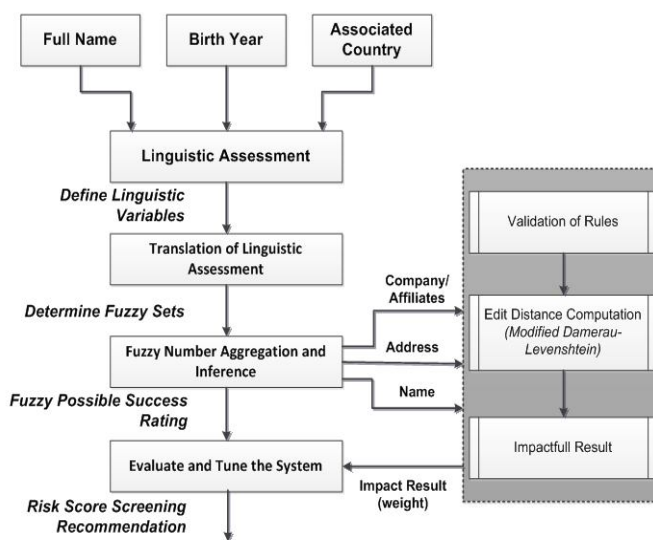 Full Name
Birth Year
Associated
Country
Linguistic Assessment
Define Linguistic
Variables
Translation of Linguistic
Assessment
Determine Fuzzy Sets
Fuzzy Number Aggregation and
Inference
Fuzzy Possible Success
Rating
Evaluate and Tune the System
Risk Score Screening
Recommendation
Company/
Affiliates
Address
Name
Impact Result
(weight)
Validation of Rules
Edit Distance Computation
(Modified Damerau-
Levenshtein)
Impactfull Result